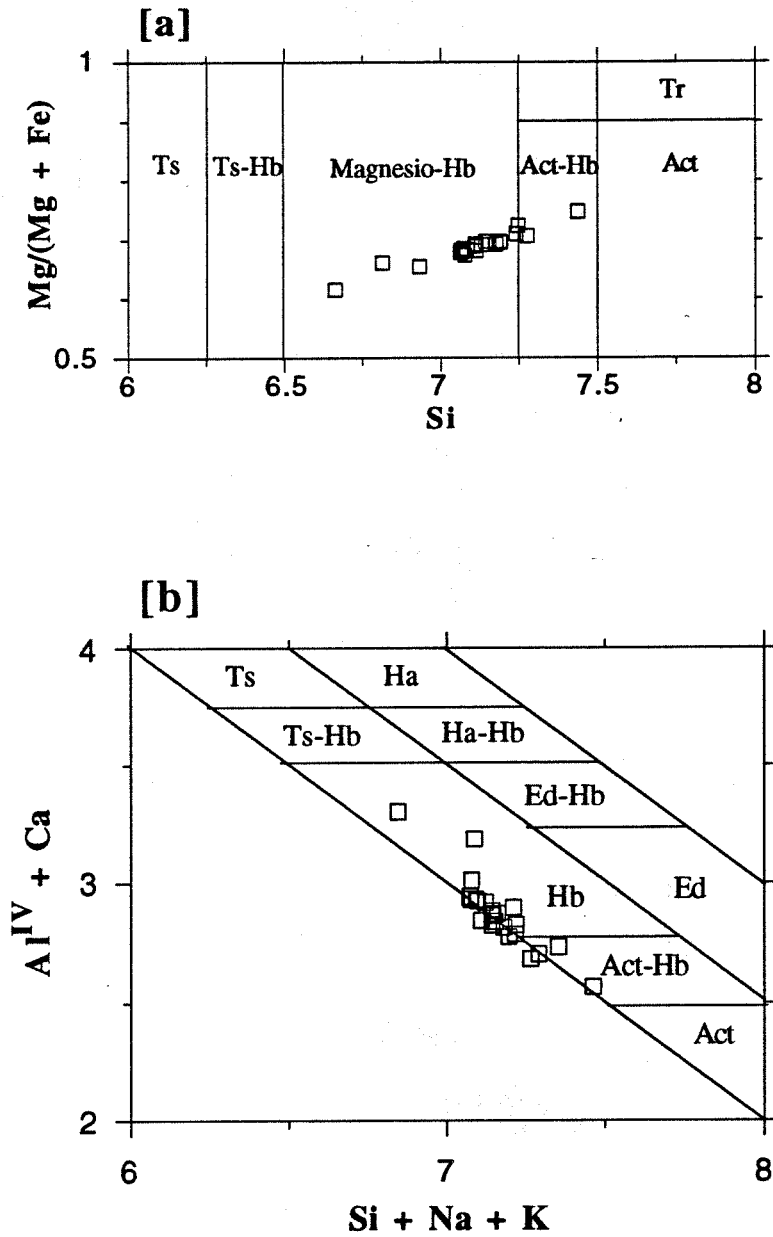 [a]
1
Tr
Ts
Ts-Hb
Magnesio-Hb
Act-Hb
Act
Mg/(Mg + Fe)
0.5
6
6.5
7
7.5
8
Si
[b]
4
Ts
Ha
Ts-Hb
Ha-Hb
Ed-Hb
3
Hb
Ed
Act-Hb
Act
Al^IV + Ca
2
6
7
8
Si + Na + K